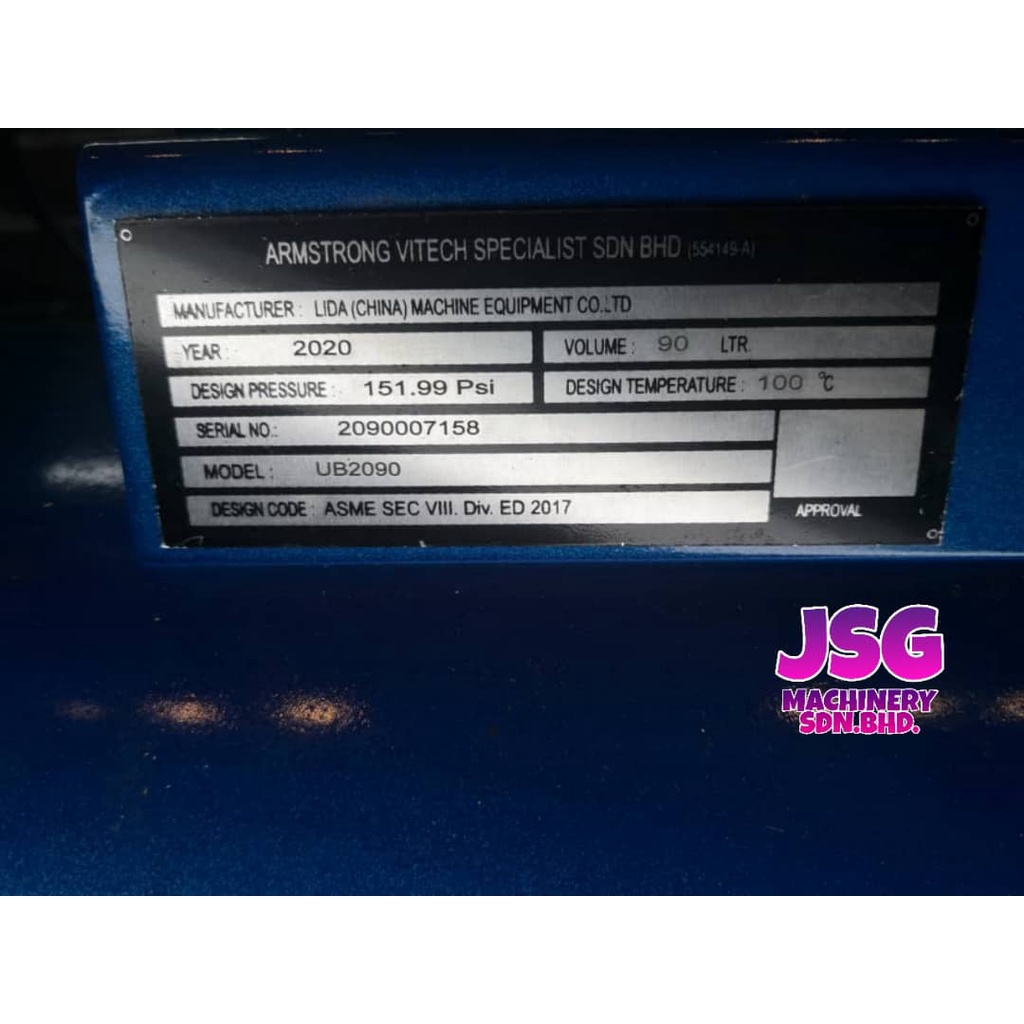 ARMSTRONG VITECH SPECIALIST SDN BHD (554149-A)
MANUFACTURER : LIDA (CHINA) MACHINE EQUIPMENT CO.LTD
YEAR : 2020 VOLUME : 90 LTR.
DESIGN PRESSURE : 151.99 Psi DESIGN TEMPERATURE : 100 ℃
SERIAL NO.: 2090007158
MODEL : UB2090
DESIGN CODE : ASME SEC VIII. Div. ED 2017
APPROVAL
JSG
MACHINERY
SDN.BHD.